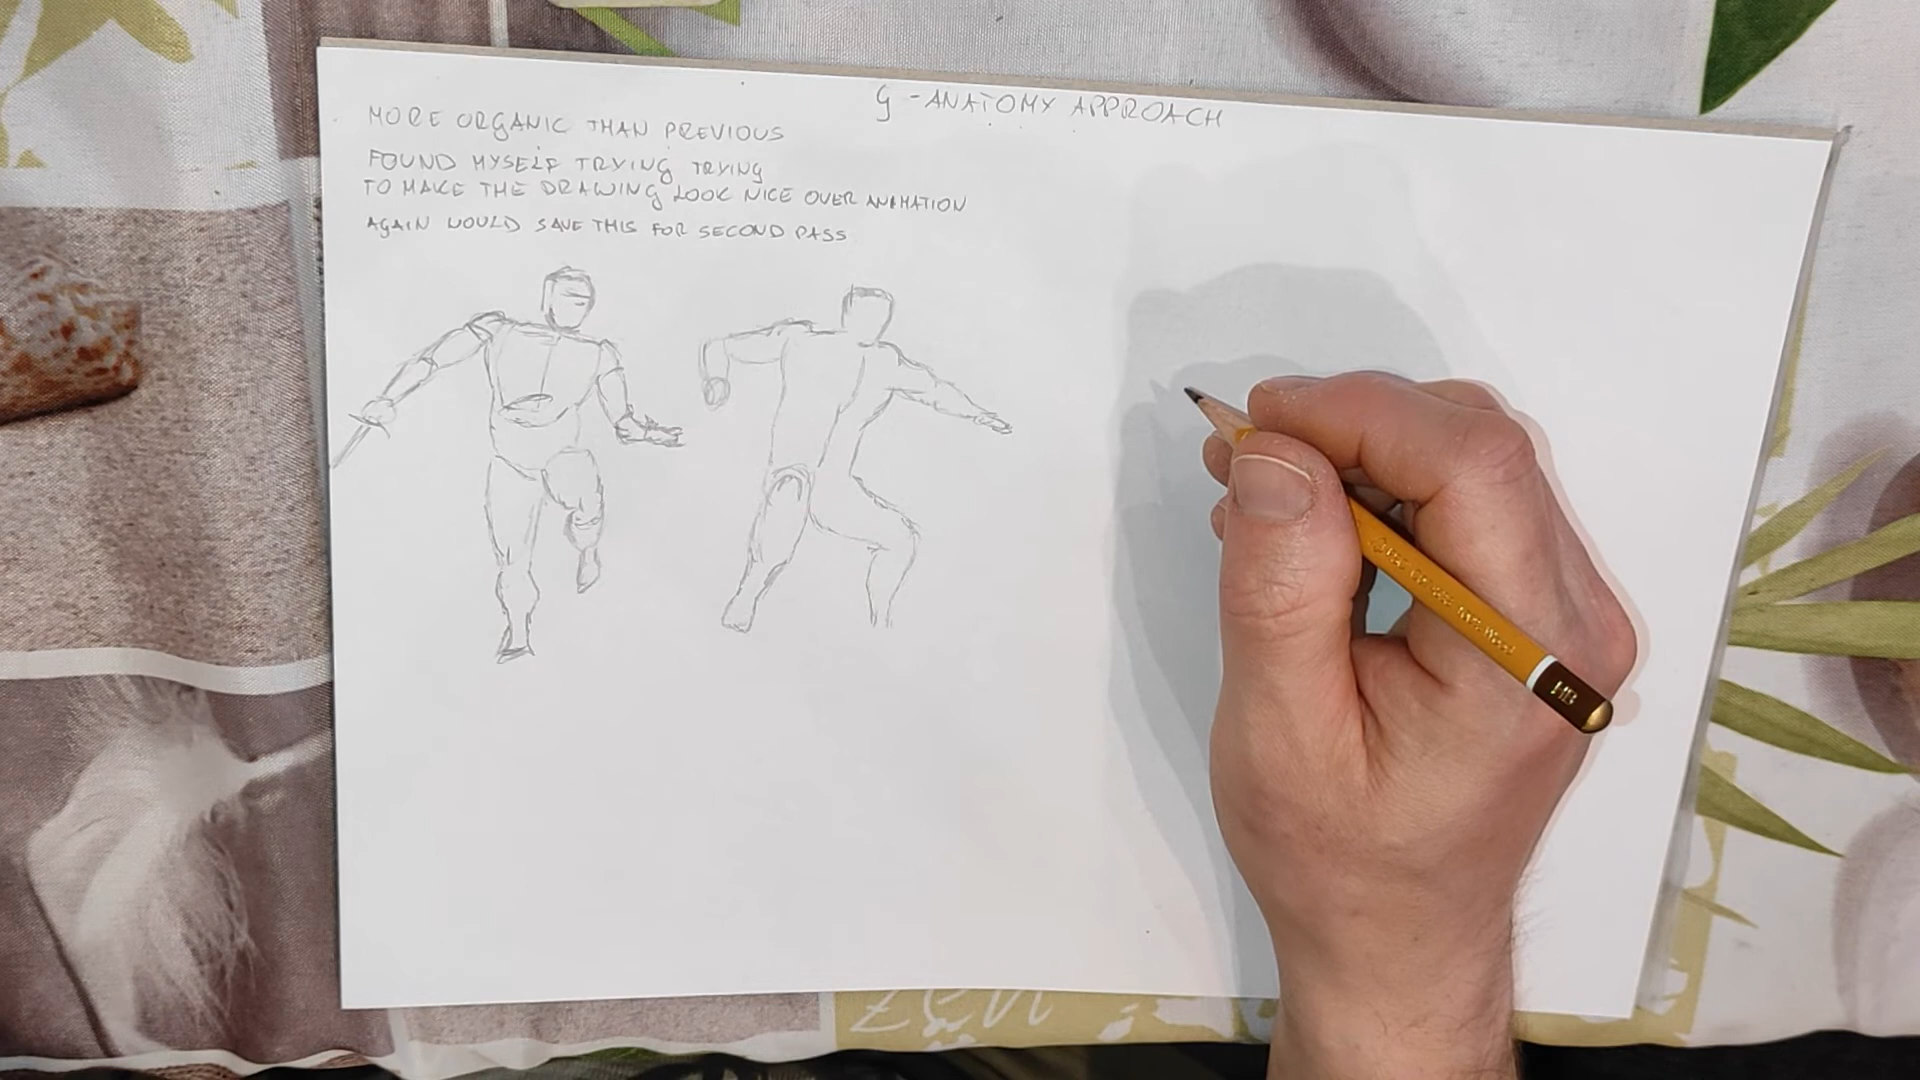 9 - ANATOMY APPROACH
MORE ORGANIC THAN PREVIOUS
FOUND MYSELF TRYING TRYING
TO MAKE THE DRAWING LOOK NICE OVER ANIMATION
AGAIN WOULD SAVE THIS FOR SECOND PASS
HB
zen